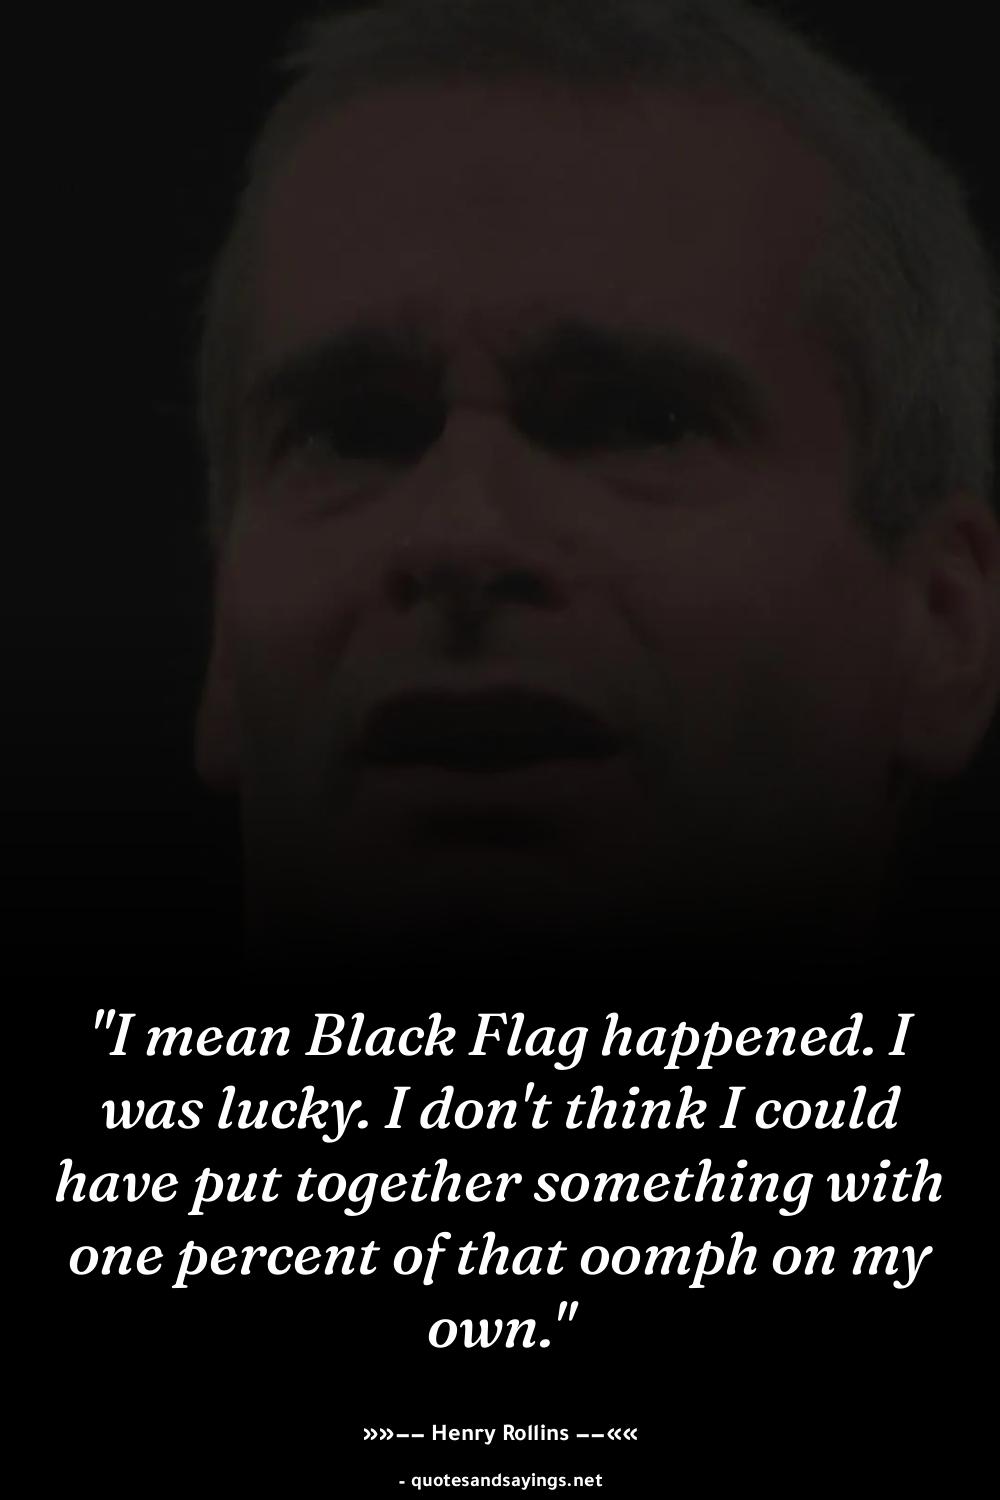 "I mean Black Flag happened. I
was lucky. I don't think I could
have put together something with
one percent of that oomph on my
own."
»»−− Henry Rollins −−««
- quotesandsayings.net